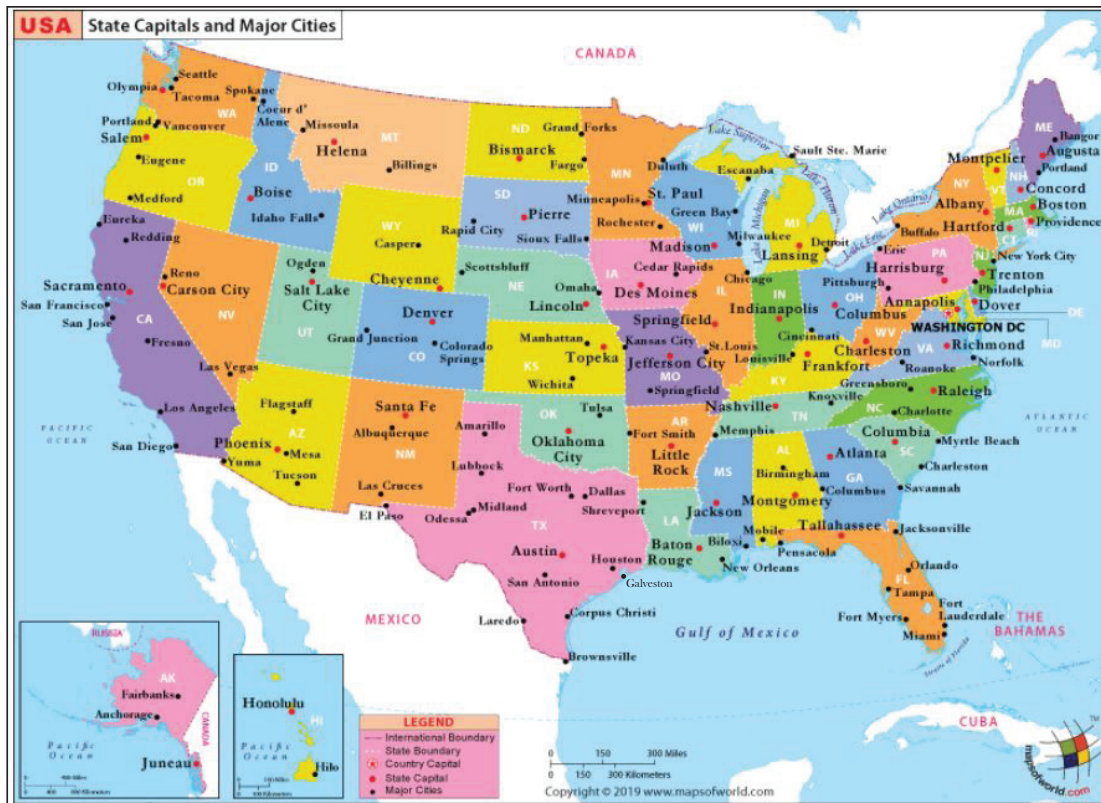 USA
State Capitals and Major Cities
CANADA
Seattle
Olympia
Tacoma
Spokane
Coeur d'
Alene
WA
Portland
Vancouver
Salem
Eugene
OR
Medford
Missoula
MT
Helena
Billings
ID
Boise
Idaho Falls
ND
Grand Forks
Bismarck
Fargo
SD
Pierre
Rapid City
Sioux Falls
WY
Casper
Cheyenne
MN
Duluth
Minneapolis
St. Paul
Rochester
Lake Superior
Sault Ste. Marie
Escanaba
Lake Michigan
Lake Huron
Green Bay
WI
Milwaukee
Madison
MI
Lansing
Detroit
Lake Ontario
Lake Erie
ME
Bangor
Augusta
Portland
Montpelier
VT
NH
Concord
NY
Albany
Buffalo
MA
Boston
Providence
Hartford
CT
Erie
PA
Harrisburg
Pittsburgh
NJ
New York City
Trenton
Philadelphia
Annapolis
Dover
DE
MD
WASHINGTON DC
Eureka
Redding
Sacramento
San Francisco
San Jose
CA
Fresno
Los Angeles
San Diego
Reno
Carson City
NV
Las Vegas
Ogden
Salt Lake
City
UT
Denver
Grand Junction
Colorado
Springs
CO
Scottsbluff
NE
Omaha
Lincoln
IA
Cedar Rapids
Des Moines
Manhattan
Topeka
KS
Wichita
Kansas City
Jefferson City
MO
Springfield
St.Louis
Chicago
IL
Springfield
IN
Indianapolis
OH
Columbus
Cincinnati
Louisville
KY
Frankfort
WV
Charleston
VA
Richmond
Roanoke
Norfolk
Greensboro
Raleigh
NC
Charlotte
Knoxville
Nashville
TN
Memphis
Columbia
SC
Myrtle Beach
Charleston
Flagstaff
AZ
Phoenix
Mesa
Yuma
Tucson
Santa Fe
Albuquerque
NM
Las Cruces
El Paso
Amarillo
Lubbock
Fort Worth
Dallas
Odessa
Midland
TX
Austin
Houston
San Antonio
Galveston
Laredo
Corpus Christi
Brownsville
OK
Tulsa
Oklahoma
City
AR
Fort Smith
Little
Rock
Shreveport
LA
Baton
Rouge
New Orleans
MS
Jackson
Biloxi
AL
Birmingham
Montgomery
Mobile
Pensacola
GA
Atlanta
Columbus
Savannah
Tallahassee
Jacksonville
FL
Orlando
Tampa
Fort Myers
Fort
Lauderdale
Miami
Straits of Florida
PACIFIC
OCEAN
ATLANTIC
OCEAN
MEXICO
Gulf of Mexico
THE
BAHAMAS
CUBA
RUSSIA
AK
Fairbanks
Anchorage
CANADA
Pacific
Ocean
Juneau
Honolulu
HI
Pacific
Ocean
Hilo
LEGEND
International Boundary
State Boundary
Country Capital
State Capital
Major Cities
0 150 300 Miles
0 150 300 Kilometers
Copyright © 2019 www.mapsofworld.com
TM
mapsofworld.com